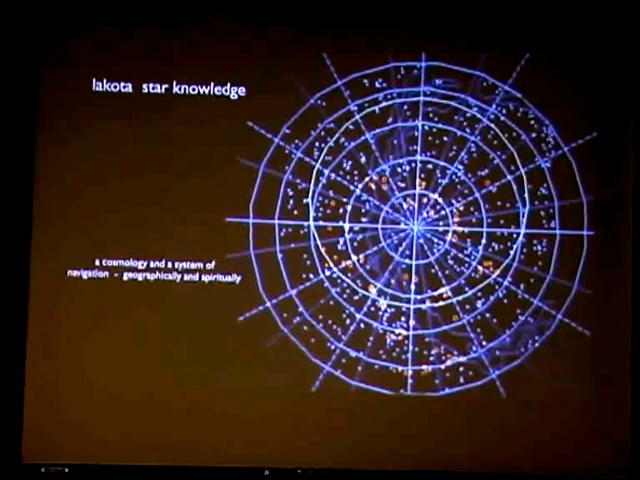 lakota star knowledge
a cosmology and a system of
navigation - geographically and spiritually